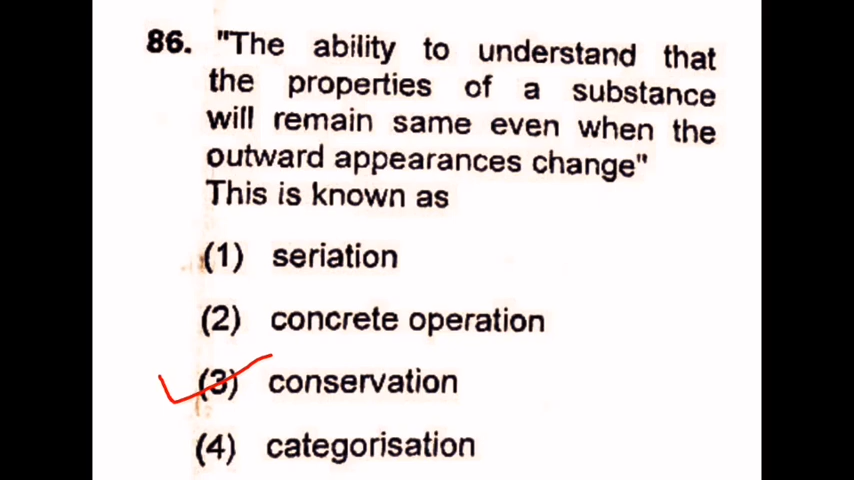 86. "The ability to understand that
the properties of a substance
will remain same even when the
outward appearances change"
This is known as
(1) seriation
(2) concrete operation
(3) conservation
(4) categorisation